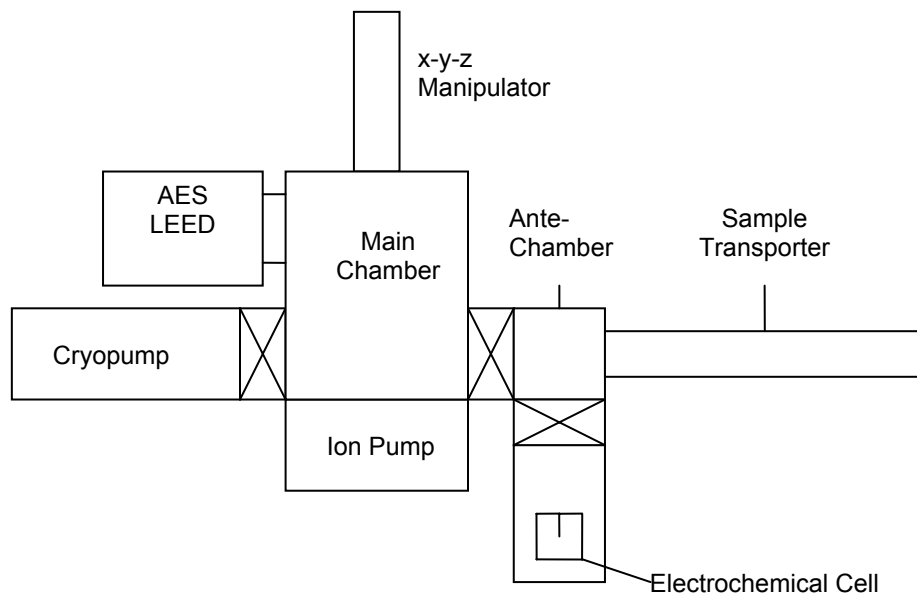 x-y-z
Manipulator
AES
LEED
Main
Chamber
Ante-
Chamber
Sample
Transporter
Cryopump
Ion Pump
Electrochemical Cell